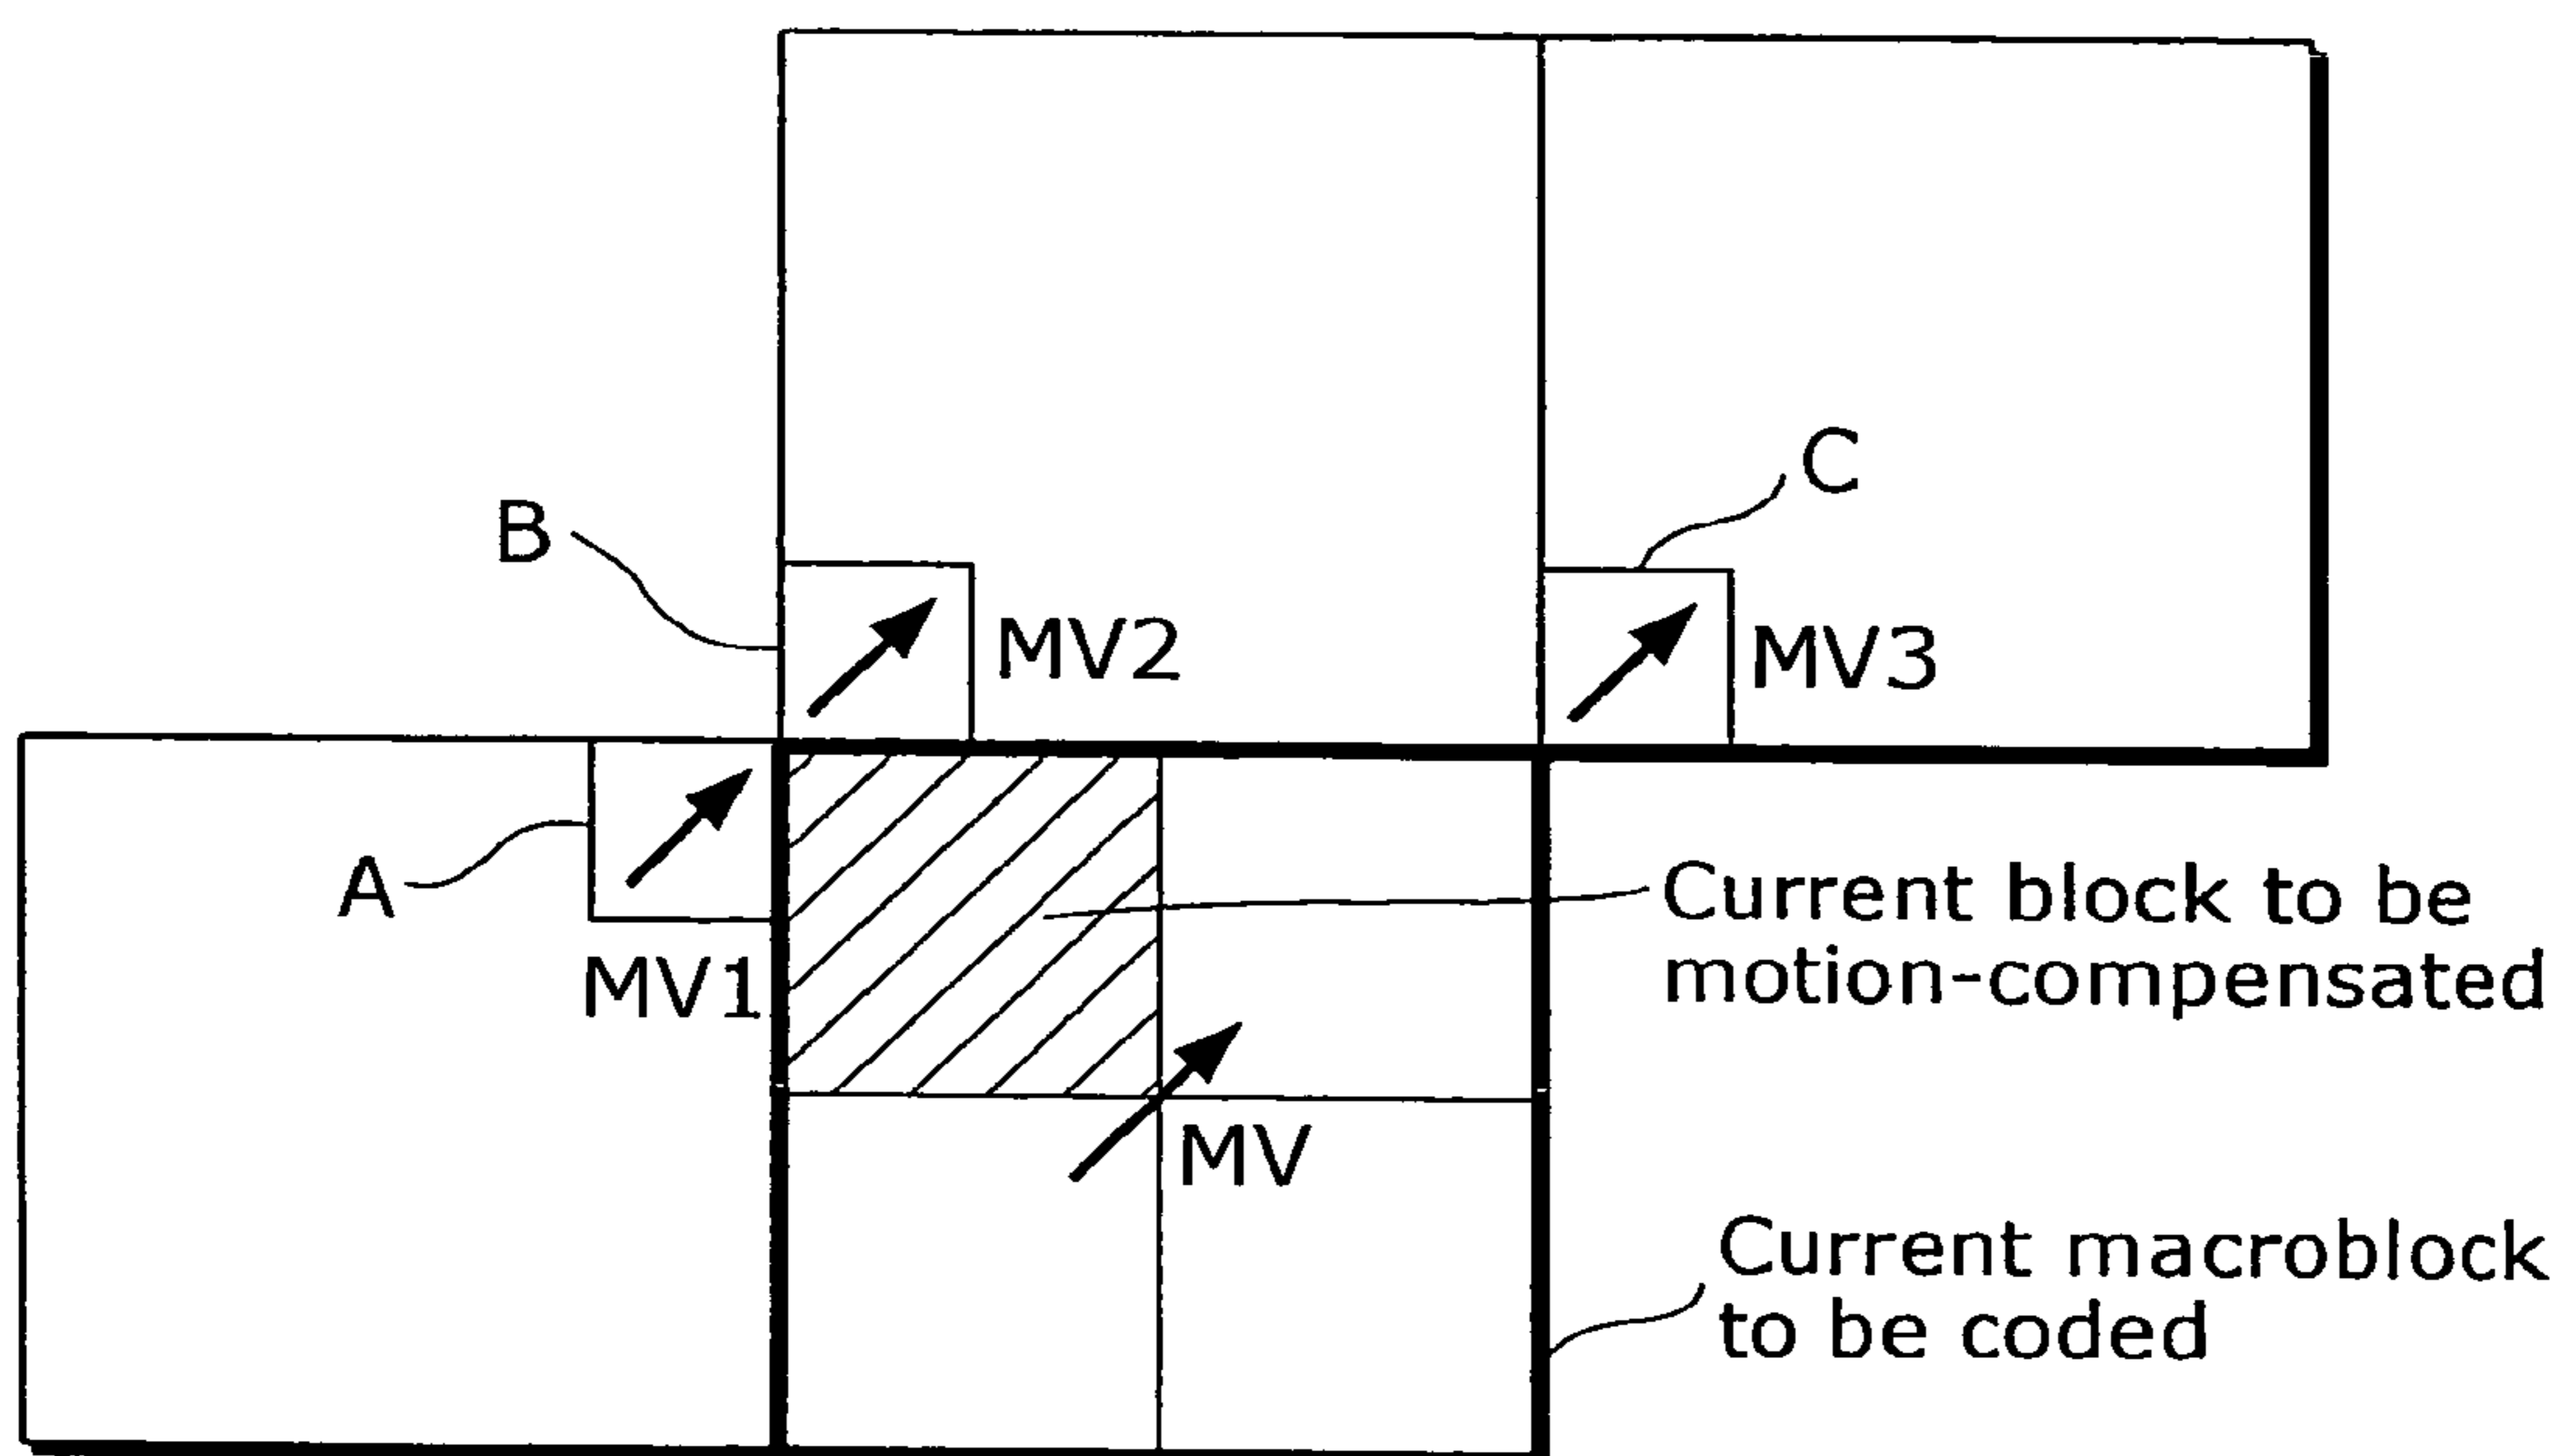 C
B
MV2
MV3
A
Current block to be
motion-compensated
MV1
MV
Current macroblock
to be coded